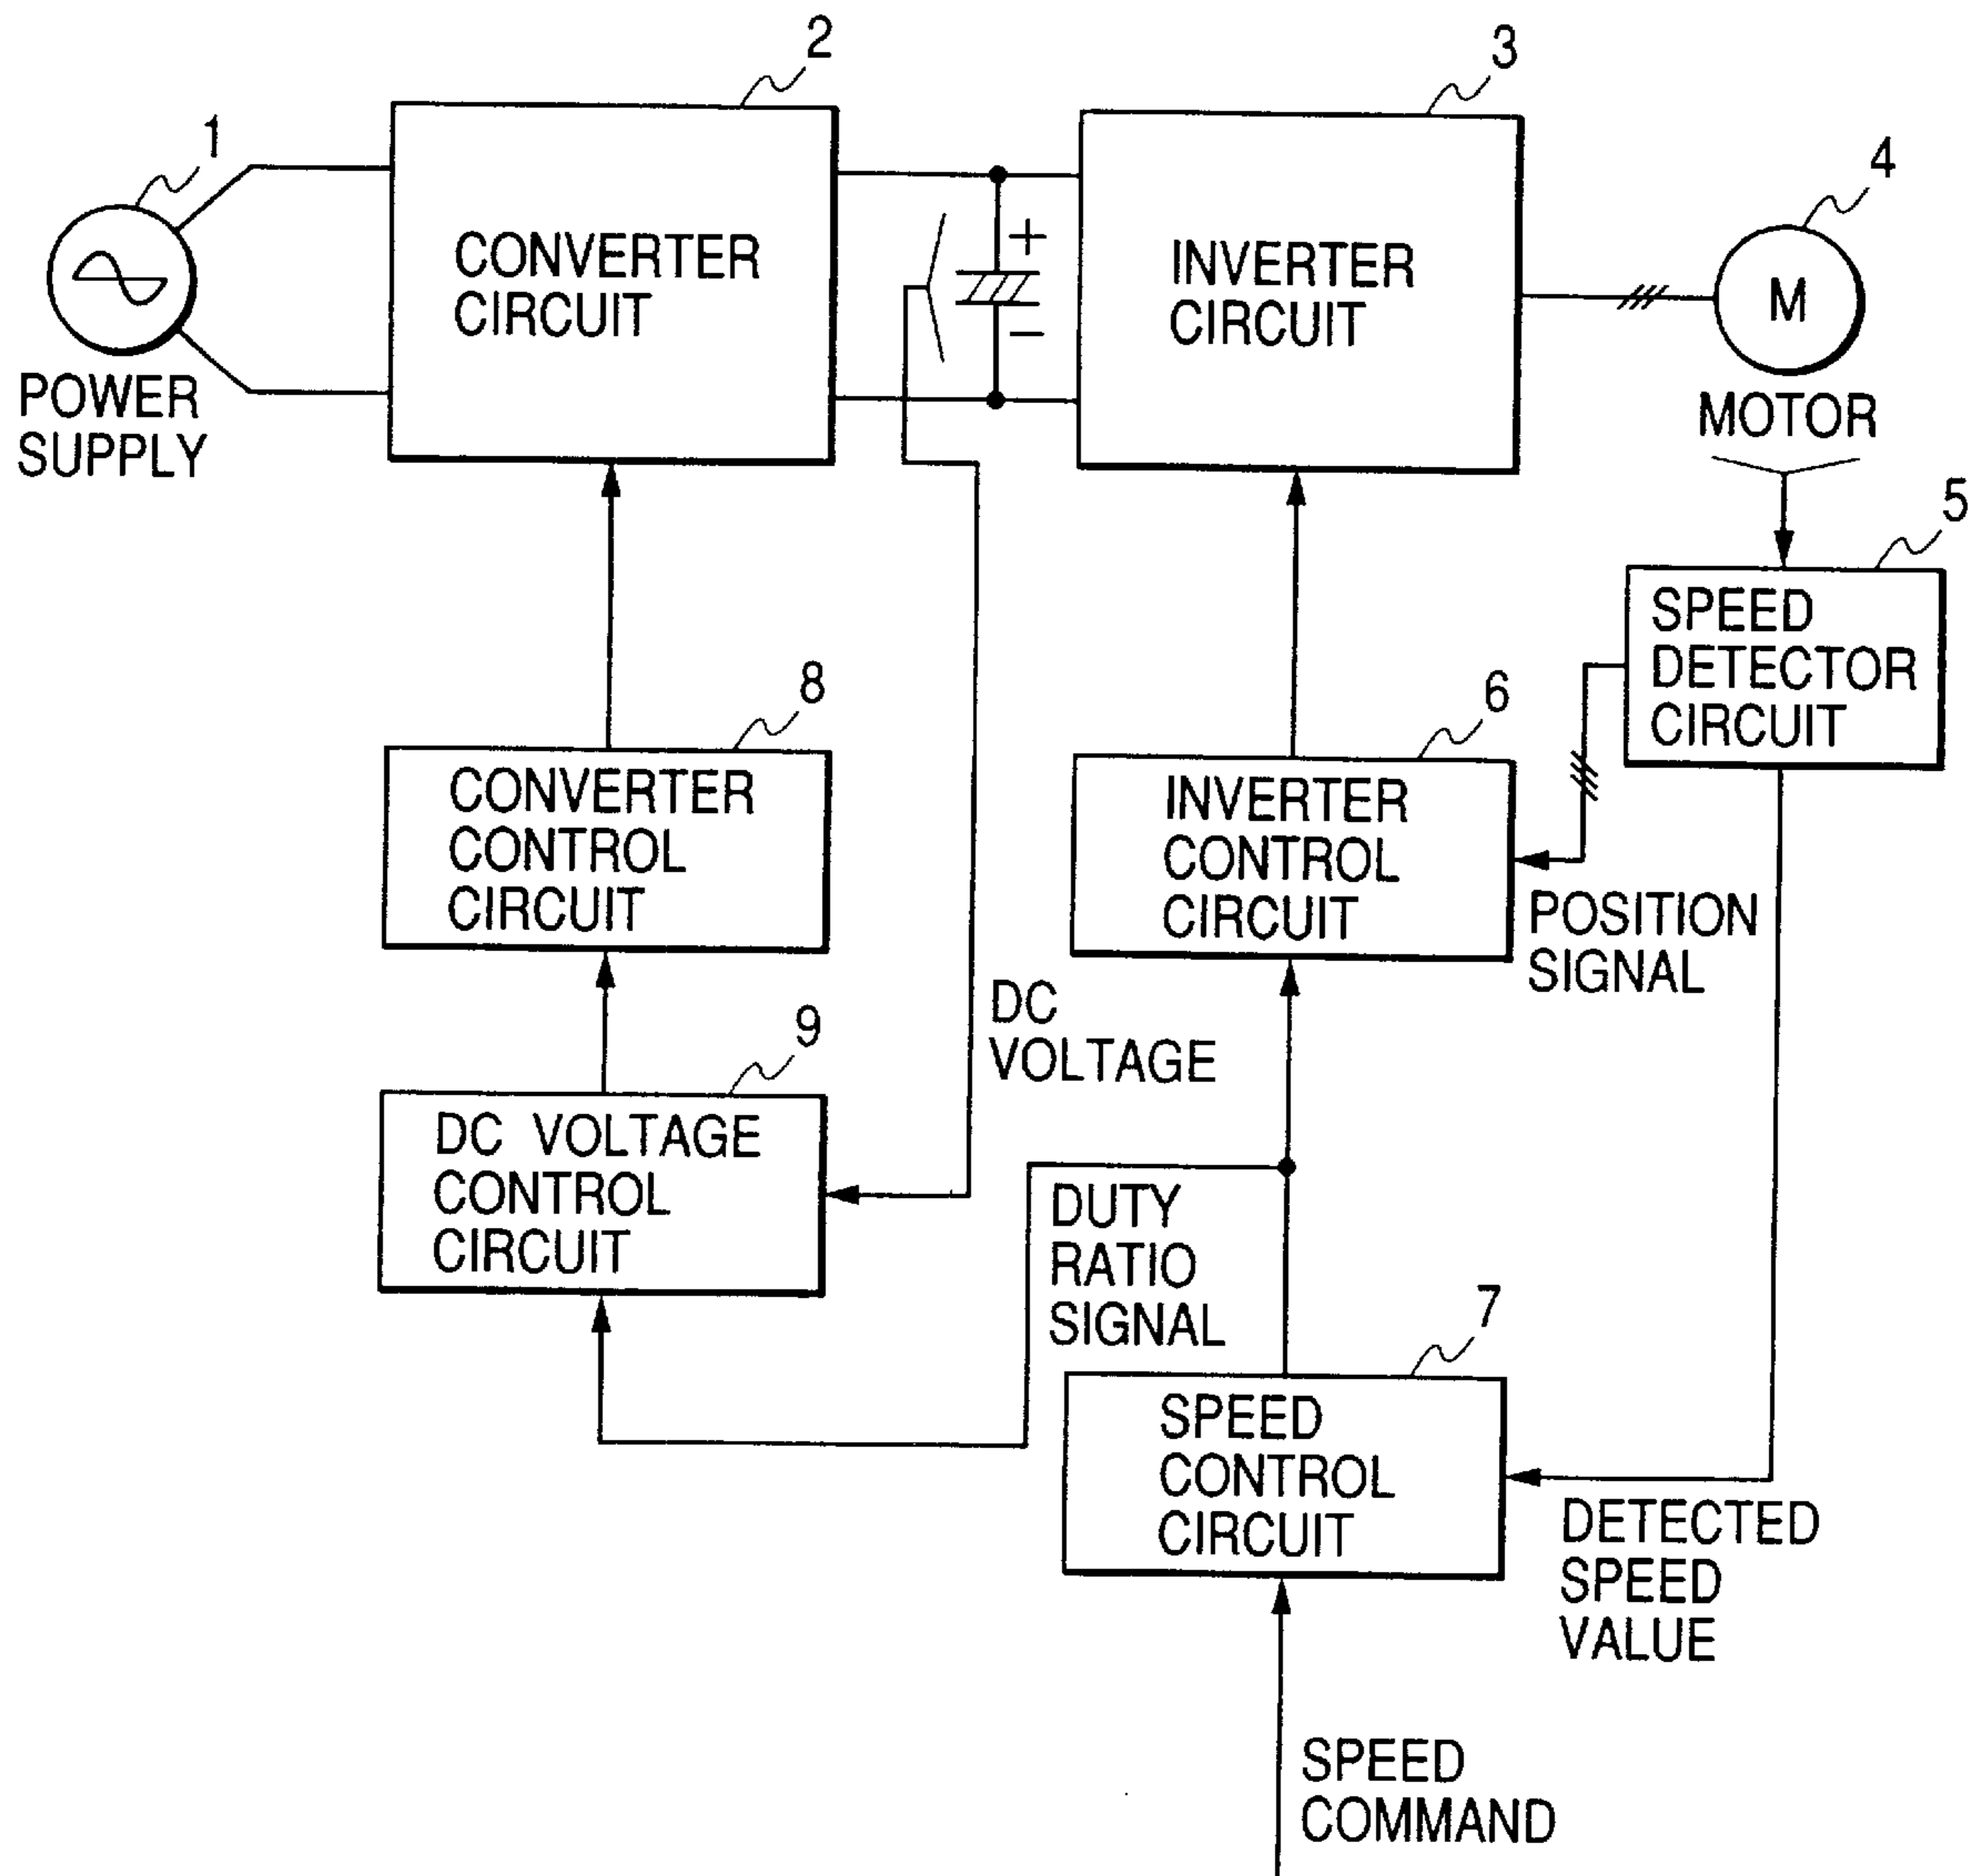 2
3
1
4
CONVERTER
CIRCUIT
+
−
INVERTER
CIRCUIT
M
POWER
SUPPLY
MOTOR
5
SPEED
DETECTOR
CIRCUIT
8
6
CONVERTER
CONTROL
CIRCUIT
INVERTER
CONTROL
CIRCUIT
POSITION
SIGNAL
DC
VOLTAGE
9
DC VOLTAGE
CONTROL
CIRCUIT
DUTY
RATIO
SIGNAL
7
SPEED
CONTROL
CIRCUIT
DETECTED
SPEED
VALUE
SPEED
COMMAND